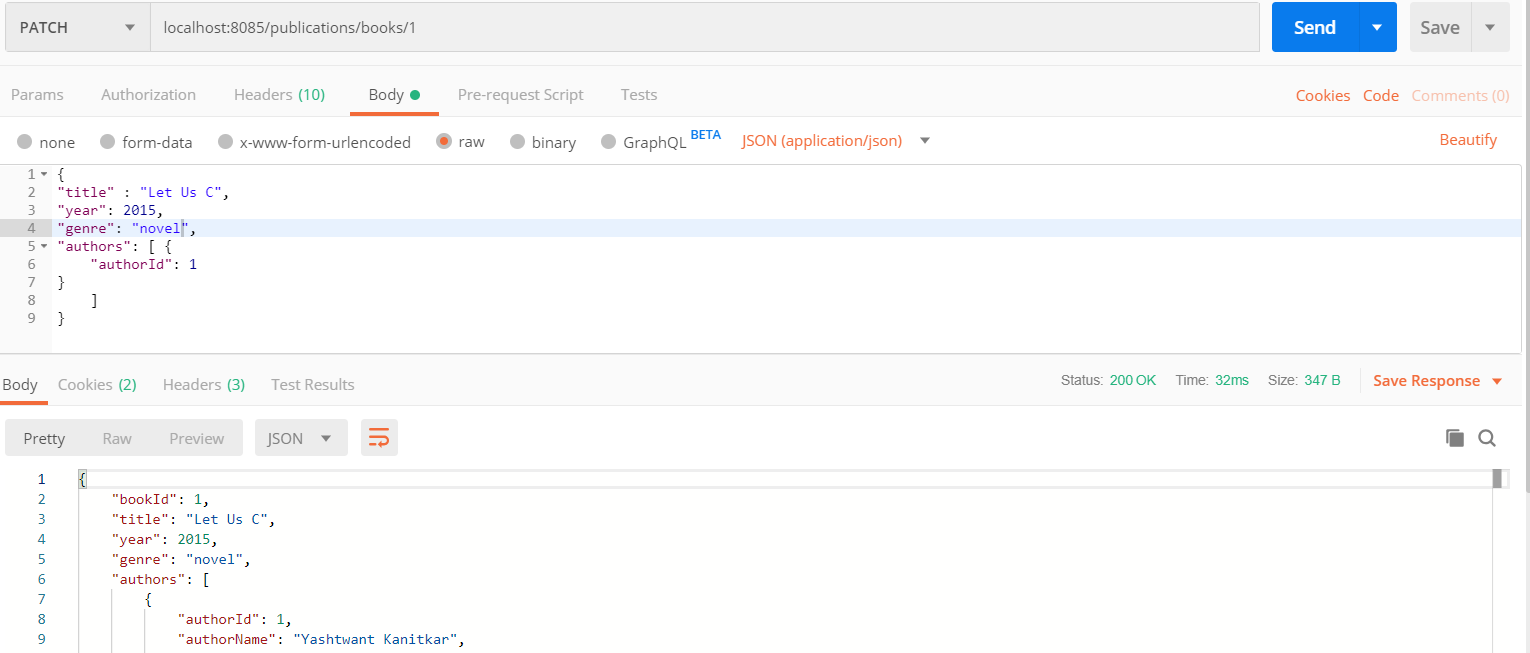 PATCH localhost:8085/publications/books/1 Send Save
Params Authorization Headers (10) Body Pre-request Script Tests Cookies Code Comments (0)
none form-data x-www-form-urlencoded raw binary GraphQL BETA JSON (application/json) Beautify
1 {
2 "title" : "Let Us C",
3 "year": 2015,
4 "genre": "novel",
5 "authors": [ {
6 "authorId": 1
7 }
8 ]
9 }
Body Cookies (2) Headers (3) Test Results Status: 200 OK Time: 32ms Size: 347 B Save Response
Pretty Raw Preview JSON
1 {
2 "bookId": 1,
3 "title": "Let Us C",
4 "year": 2015,
5 "genre": "novel",
6 "authors": [
7 {
8 "authorId": 1,
9 "authorName": "Yashtwant Kanitkar",